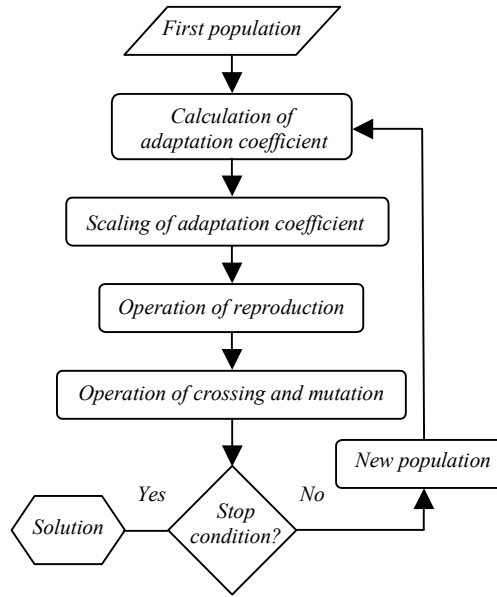 First population
Calculation of
adaptation coefficient
Scaling of adaptation coefficient
Operation of reproduction
Operation of crossing and mutation
New population
Yes
No
Solution
Stop
condition?